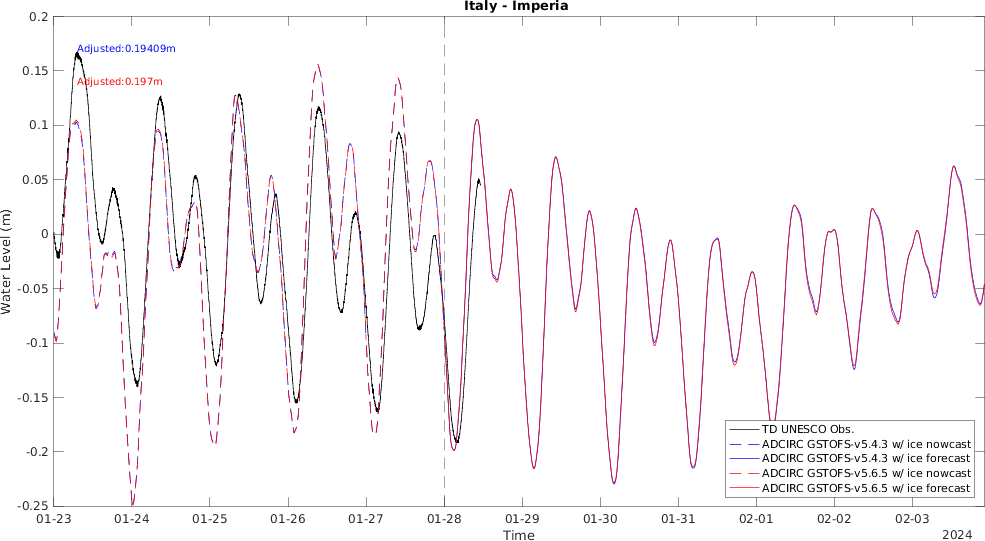 Italy - Imperia
0.2
0.15
0.1
0.05
0
-0.05
-0.1
-0.15
-0.2
-0.25
Water Level (m)
Adjusted:0.19409m
Adjusted:0.197m
TD UNESCO Obs.
ADCIRC GSTOFS-v5.4.3 w/ ice nowcast
ADCIRC GSTOFS-v5.4.3 w/ ice forecast
ADCIRC GSTOFS-v5.6.5 w/ ice nowcast
ADCIRC GSTOFS-v5.6.5 w/ ice forecast
01-23 01-24 01-25 01-26 01-27 01-28 01-29 01-30 01-31 02-01 02-02 02-03
Time
2024